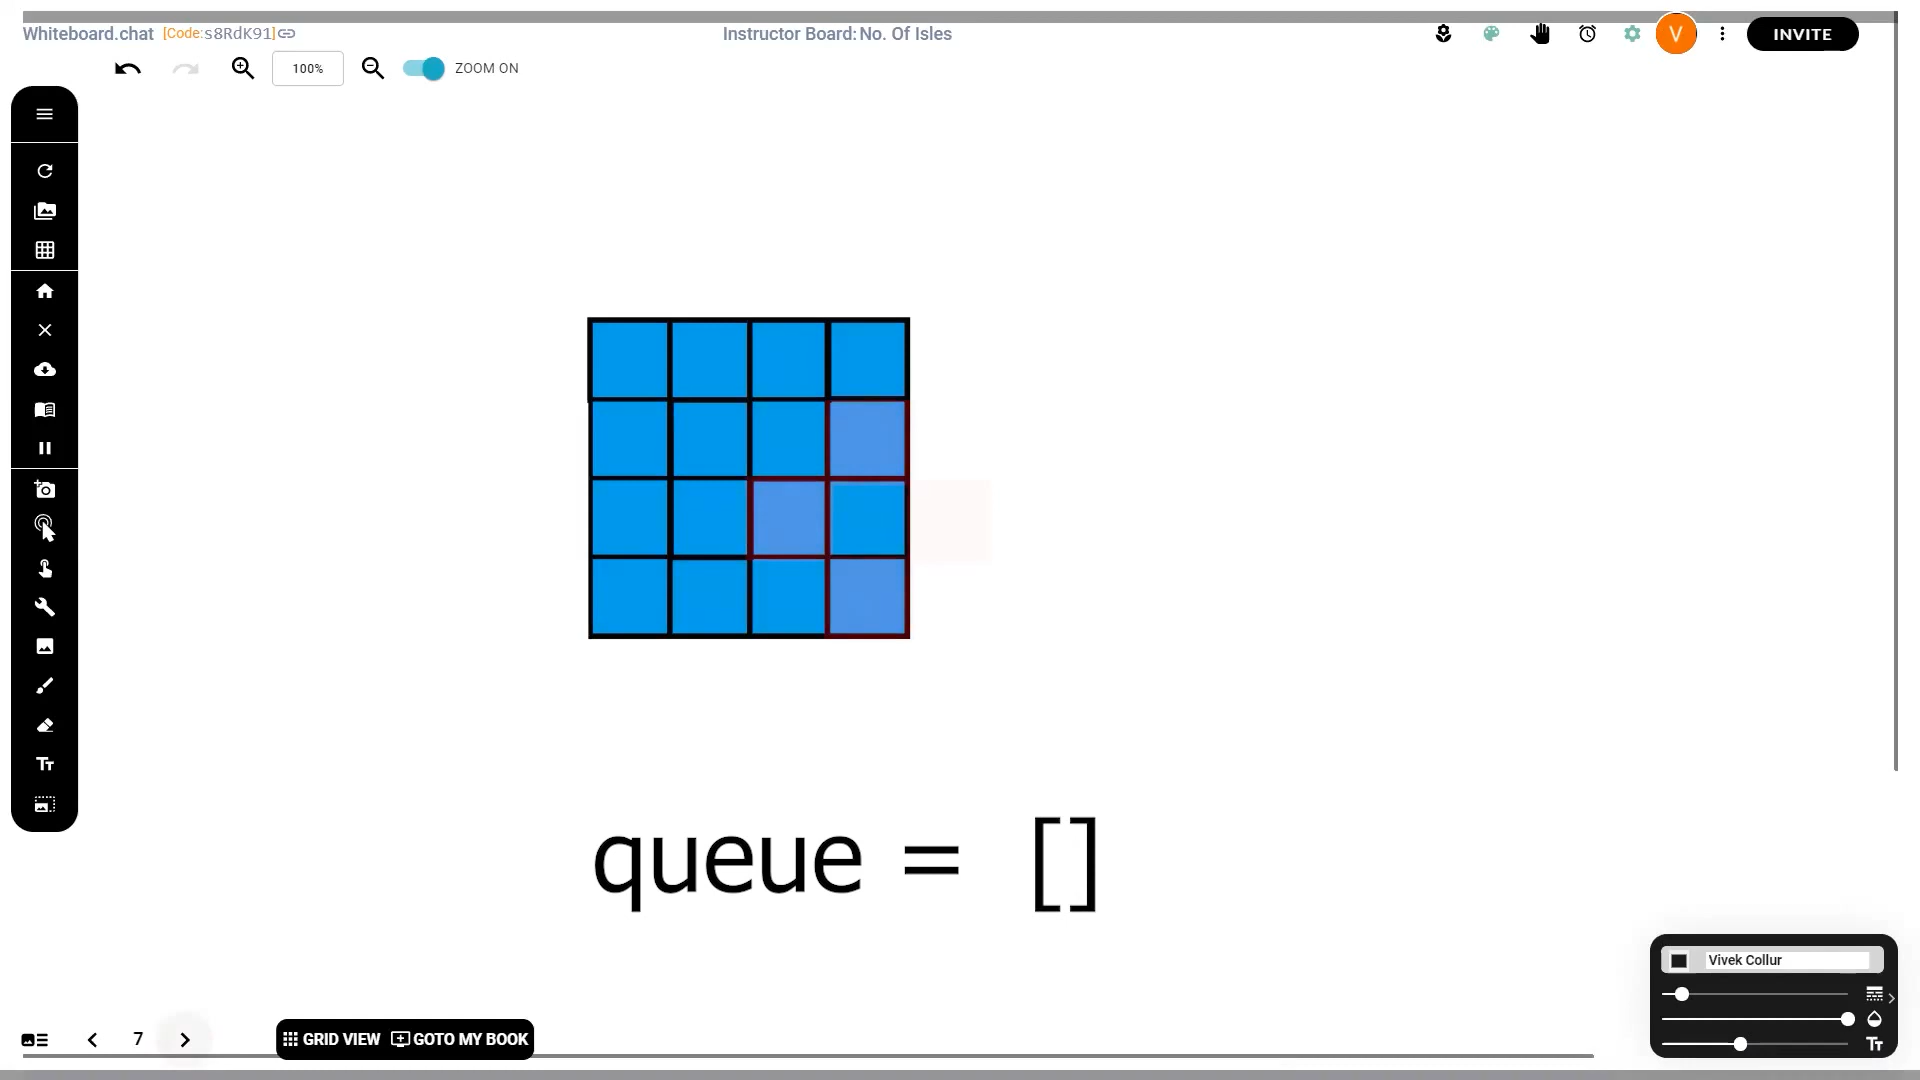 Whiteboard.chat [Code:s8RdK91]
Instructor Board: No. Of Isles
V
INVITE
100%
ZOOM ON
queue = []
Vivek Collur
7
GRID VIEW
GOTO MY BOOK